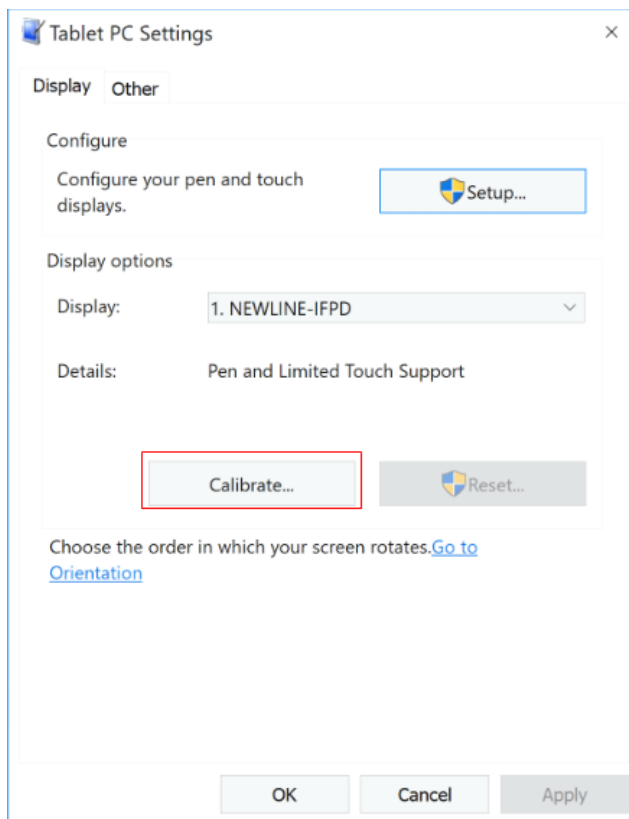 Tablet PC Settings
Display
Other
Configure
Configure your pen and touch
displays.
Setup...
Display options
Display:
1. NEWLINE-IFPD
Details:
Pen and Limited Touch Support
Calibrate...
Reset...
Choose the order in which your screen rotates.Go to
Orientation
OK
Cancel
Apply